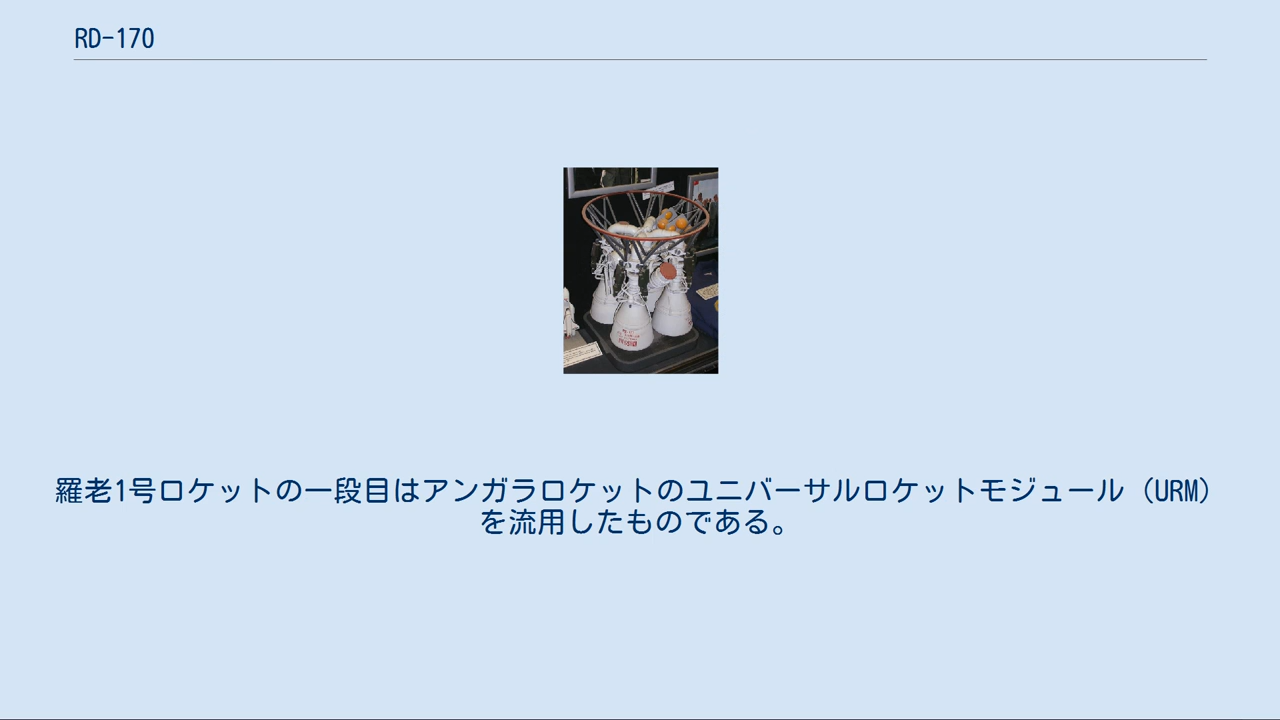 RD-170
羅老1号ロケットの一段目はアンガラロケットのユニバーサルロケットモジュール（URM）
を流用したものである。